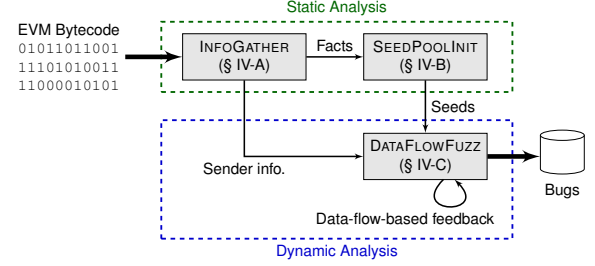 Static Analysis
EVM Bytecode
01011011001
11101010011
11000010101
INFOGATHER
(§ IV-A)
Facts
SEEDPOOLINIT
(§ IV-B)
Seeds
DATAFLOWFUZZ
(§ IV-C)
Sender info.
Bugs
Data-flow-based feedback
Dynamic Analysis